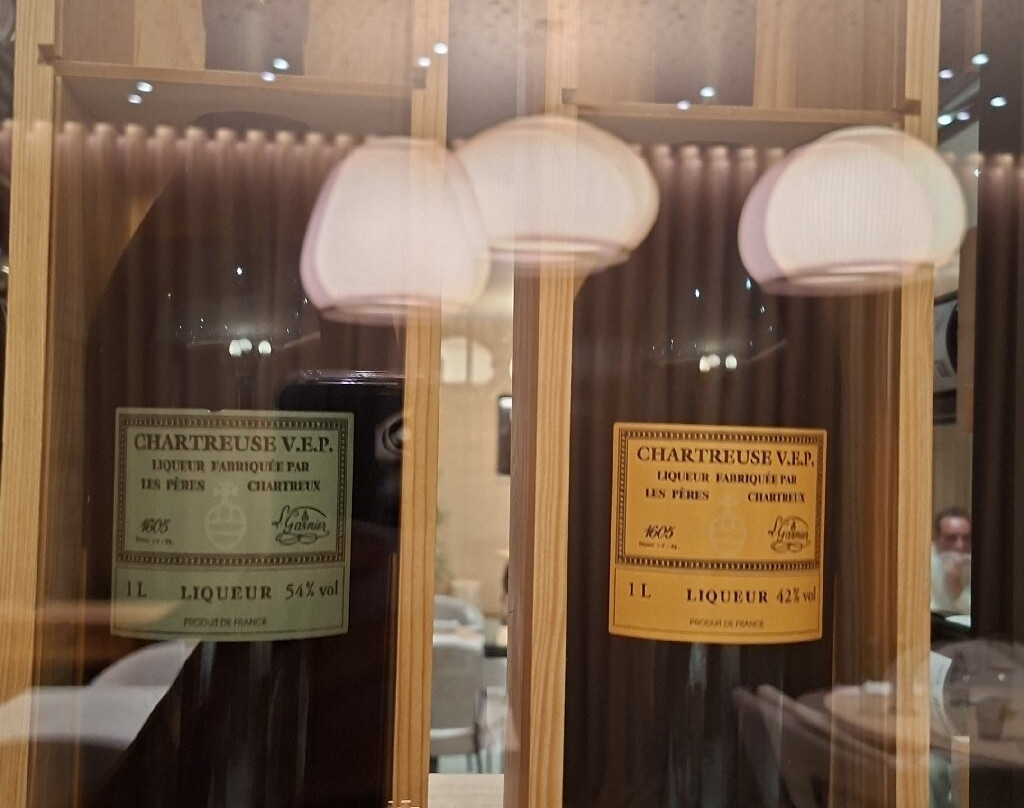 CHARTREUSE V.E.P.
LIQUEUR FABRIQUÉE PAR
LES PÈRES CHARTREUX
1605
L. Garnier
1 L LIQUEUR 54% vol
PRODUIT DE FRANCE
CHARTREUSE V.E.P.
LIQUEUR FABRIQUÉE PAR
LES PÈRES CHARTREUX
1605
L. Garnier
1 L LIQUEUR 42% vol
PRODUIT DE FRANCE